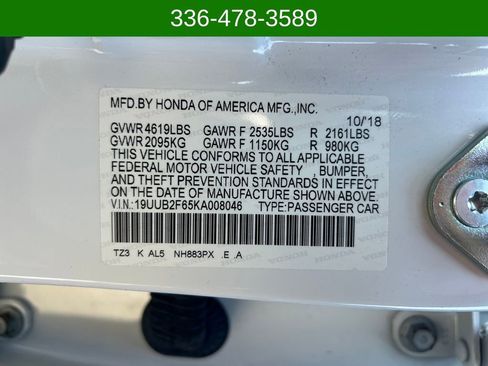 336-478-3589
MFD.BY HONDA OF AMERICA MFG.,INC.
10/18
GVWR 4619LBS GAWR F 2535LBS R 2161LBS
GVWR 2095KG GAWR F 1150KG R 980KG
THIS VEHICLE CONFORMS TO ALL APPLICABLE
FEDERAL MOTOR VEHICLE SAFETY , BUMPER,
AND THEFT PREVENTION STANDARDS IN EFFECT
ON THE DATE OF MANUFACTURE SHOWN ABOVE.
V.I.N.:19UUB2F65KA008046 TYPE:PASSENGER CAR
TZ3 K AL5 NH883PX .E .A